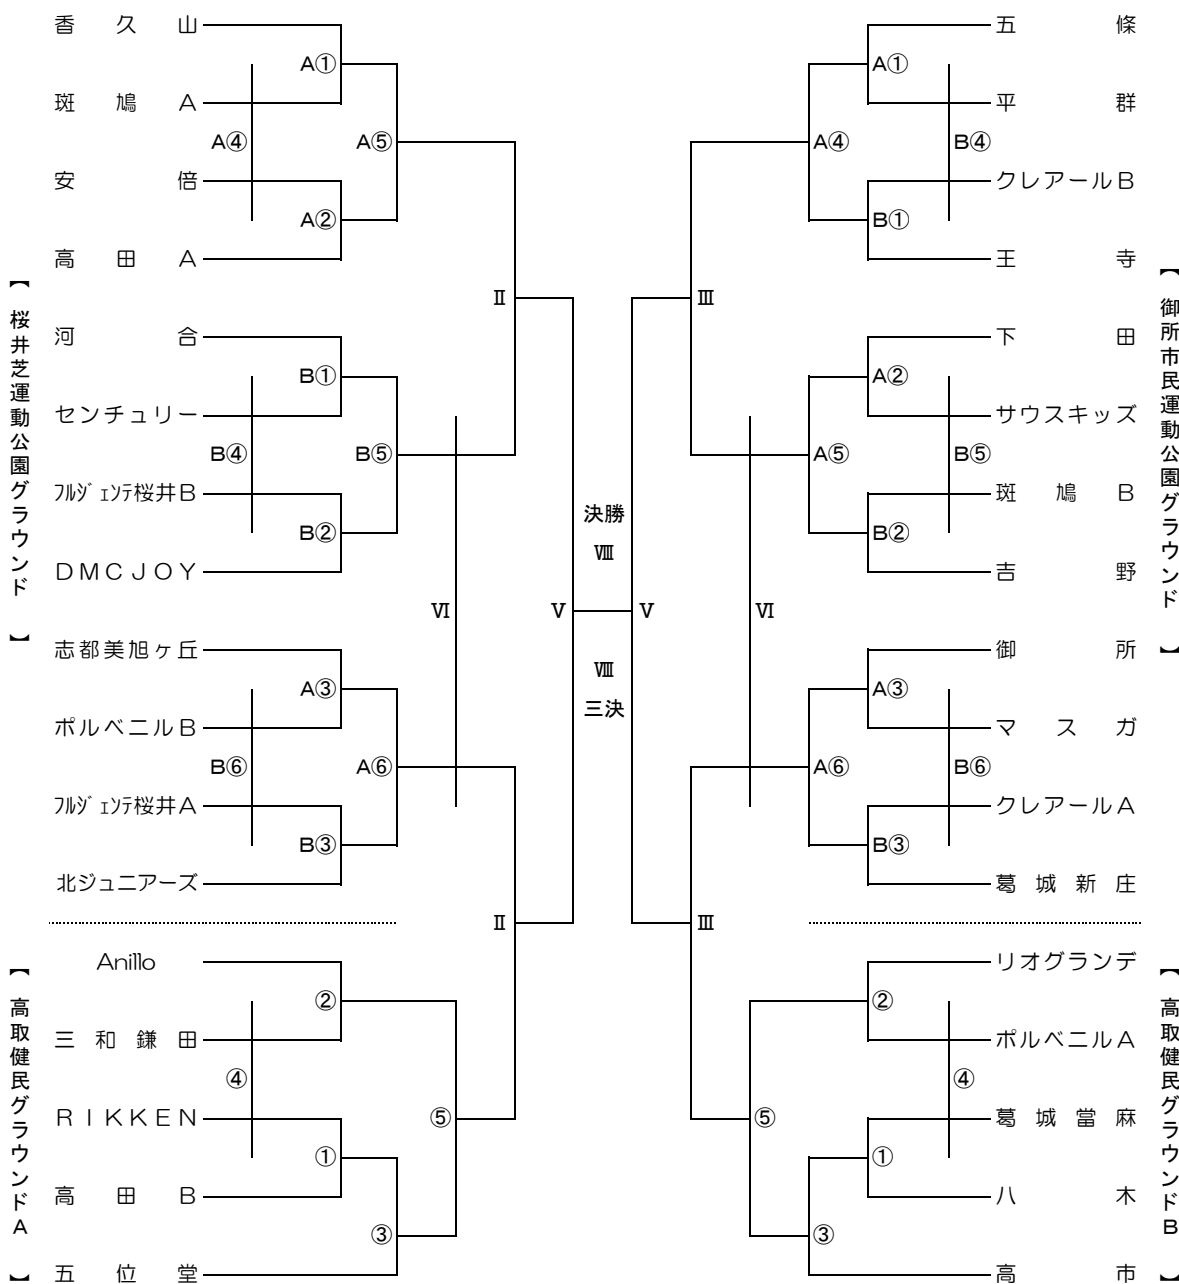 香久山
A①
斑鳩A
A④
A⑤
安倍
A②
高田A
Ⅱ
河合
B①
センチュリー
B④
B⑤
ﾌﾙｼﾞｪﾝﾃ桜井B
B②
DMCJOY
Ⅵ
Ⅴ
志都美旭ヶ丘
A③
ポルベニルB
B⑥
A⑥
ﾌﾙｼﾞｪﾝﾃ桜井A
B③
北ジュニアーズ
Ⅱ
Anillo
②
三和鎌田
④
⑤
RIKKEN
①
高田B
③
五位堂
【 桜井芝運動公園グラウンド 】
【 高取健民グラウンドA 】
決勝
Ⅷ
Ⅷ
三決
五條
A①
平群
A④
B④
クレアールB
B①
王寺
Ⅲ
下田
A②
サウスキッズ
A⑤
B⑤
斑鳩B
B②
吉野
Ⅴ
Ⅵ
御所
A③
マスガ
A⑥
B⑥
クレアールA
B③
葛城新庄
Ⅲ
リオグランデ
②
ポルベニルA
④
⑤
葛城當麻
①
八木
③
高市
【 御所市民運動公園グラウンド 】
【 高取健民グラウンドB 】